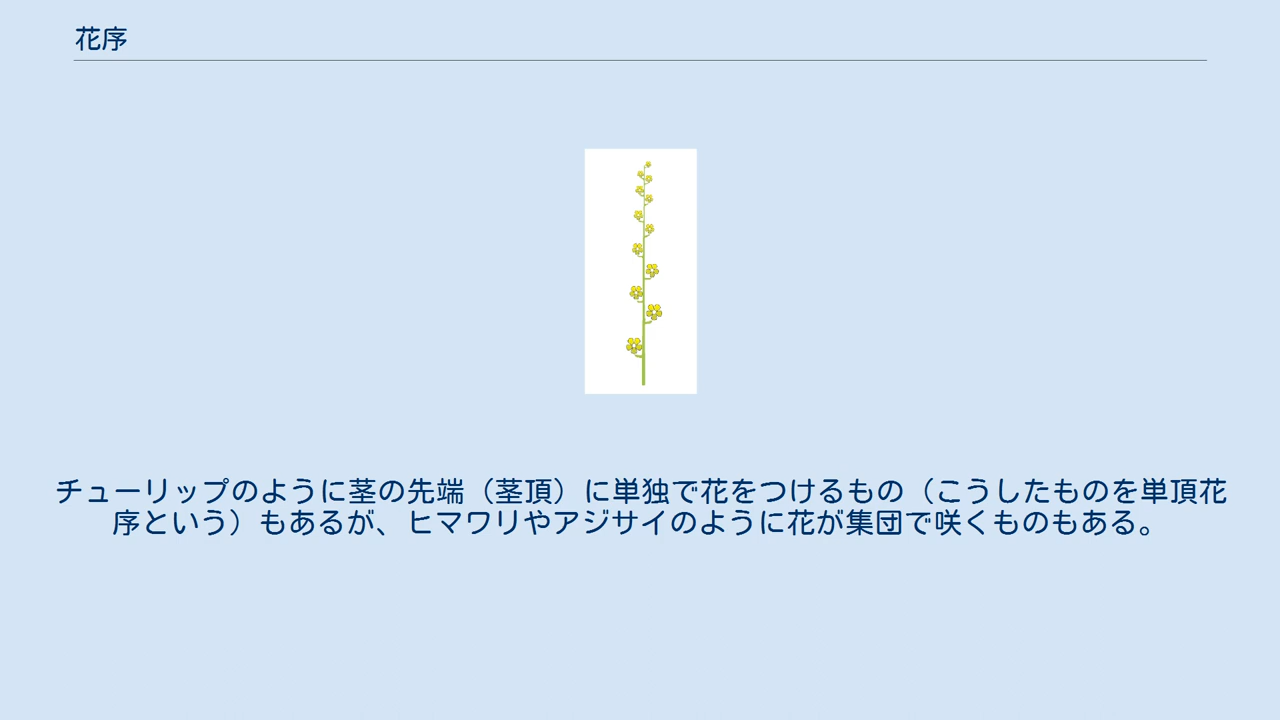 花序
チューリップのように茎の先端（茎頂）に単独で花をつけるもの（こうしたものを単頂花
序という）もあるが、ヒマワリやアジサイのように花が集団で咲くものもある。